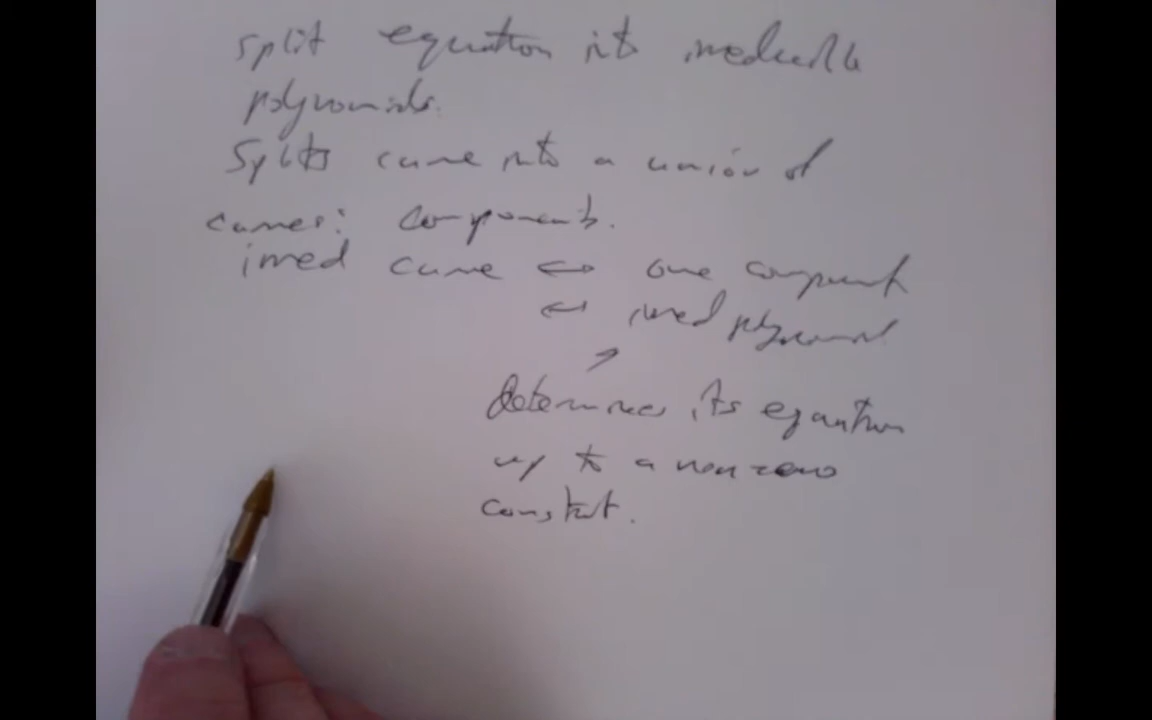 split equation into irreducible
polynomials.
Splits curve into a union of
curves: components.
irred curve ↔ one component
↔ irred polynomial
↗
determines its equation
up to a nonzero
constant.